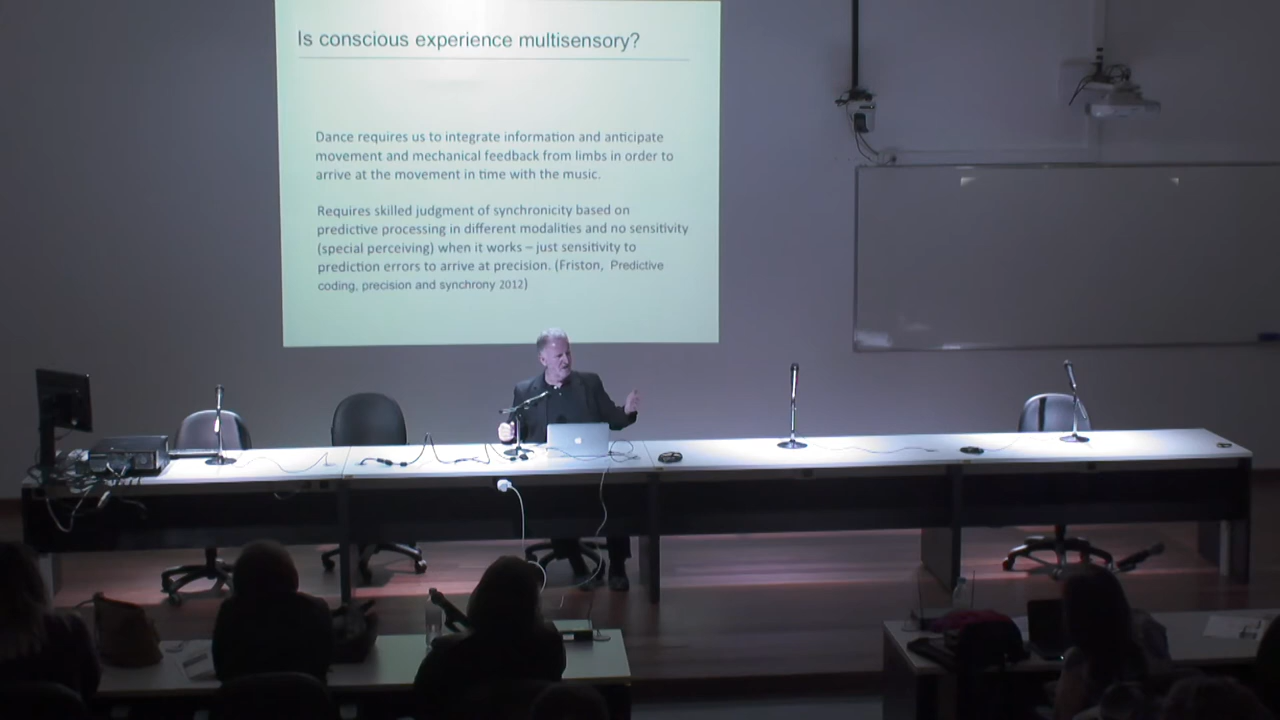 Is conscious experience multisensory?
Dance requires us to integrate information and anticipate
movement and mechanical feedback from limbs in order to
arrive at the movement in time with the music.
Requires skilled judgment of synchronicity based on
predictive processing in different modalities and no sensitivity
(special perceiving) when it works – just sensitivity to
prediction errors to arrive at precision. (Friston, Predictive
coding, precision and synchrony 2012)